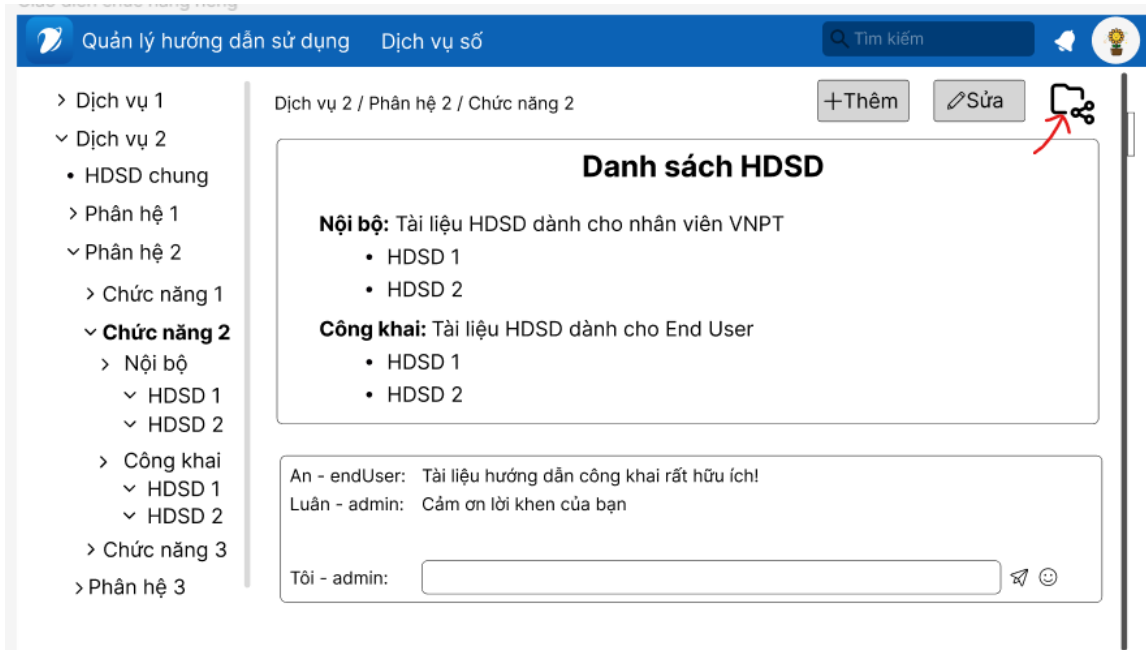 Giao diện chức năng riêng
Quản lý hướng dẫn sử dụng Dịch vụ số Tìm kiếm
> Dịch vụ 1
Dịch vụ 2
• HDSD chung
> Phân hệ 1
Phân hệ 2
> Chức năng 1
Chức năng 2
> Nội bộ
HDSD 1
HDSD 2
> Công khai
HDSD 1
HDSD 2
> Chức năng 3
> Phân hệ 3
Dịch vụ 2 / Phân hệ 2 / Chức năng 2
+Thêm
Sửa
Danh sách HDSD
Nội bộ: Tài liệu HDSD dành cho nhân viên VNPT
• HDSD 1
• HDSD 2
Công khai: Tài liệu HDSD dành cho End User
• HDSD 1
• HDSD 2
An - endUser: Tài liệu hướng dẫn công khai rất hữu ích!
Luân - admin: Cảm ơn lời khen của bạn
Tôi - admin: